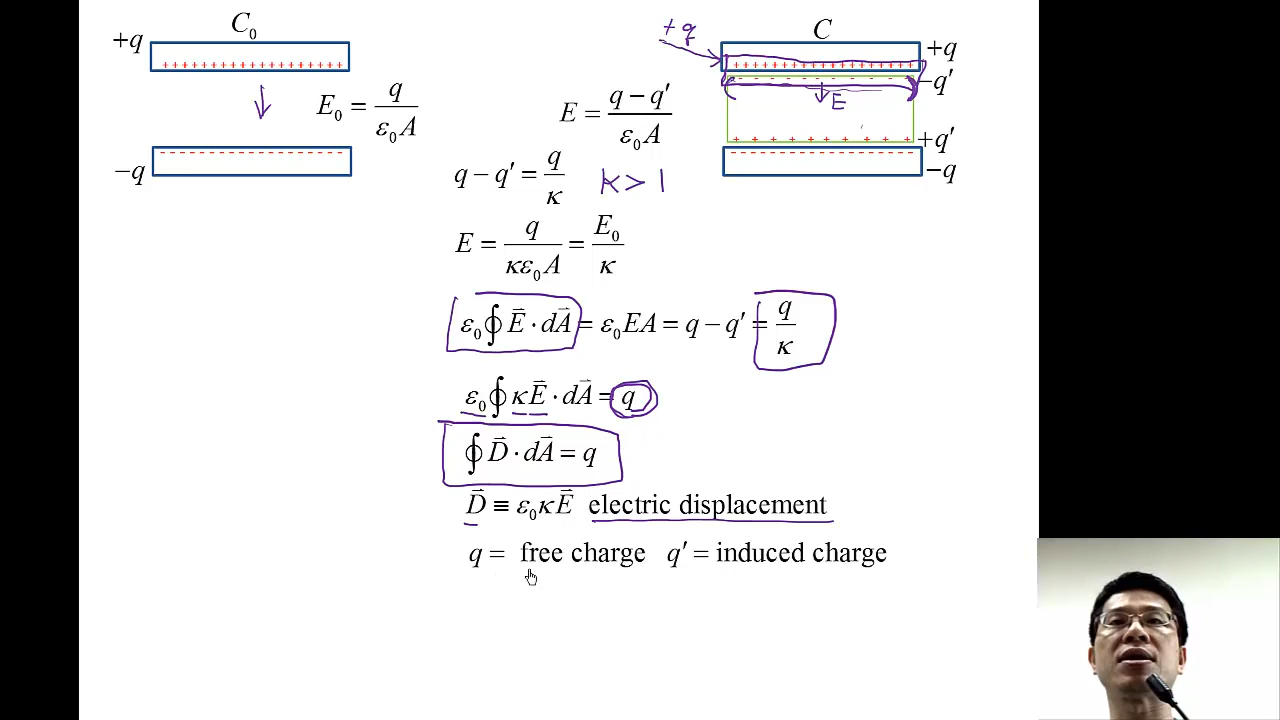 C₀
+q
E₀ = q / ε₀A
−q
+q
C
+q
−q′
E
+q′
−q
E = (q − q′) / ε₀A
q − q′ = q / κ
κ > 1
E = q / κε₀A = E₀ / κ
ε₀∮E⃗ · dA⃗ = ε₀EA = q − q′ = q / κ
ε₀∮κE⃗ · dA⃗ = q
∮D⃗ · dA⃗ = q
D⃗ ≡ ε₀κE⃗ electric displacement
q = free charge q′ = induced charge